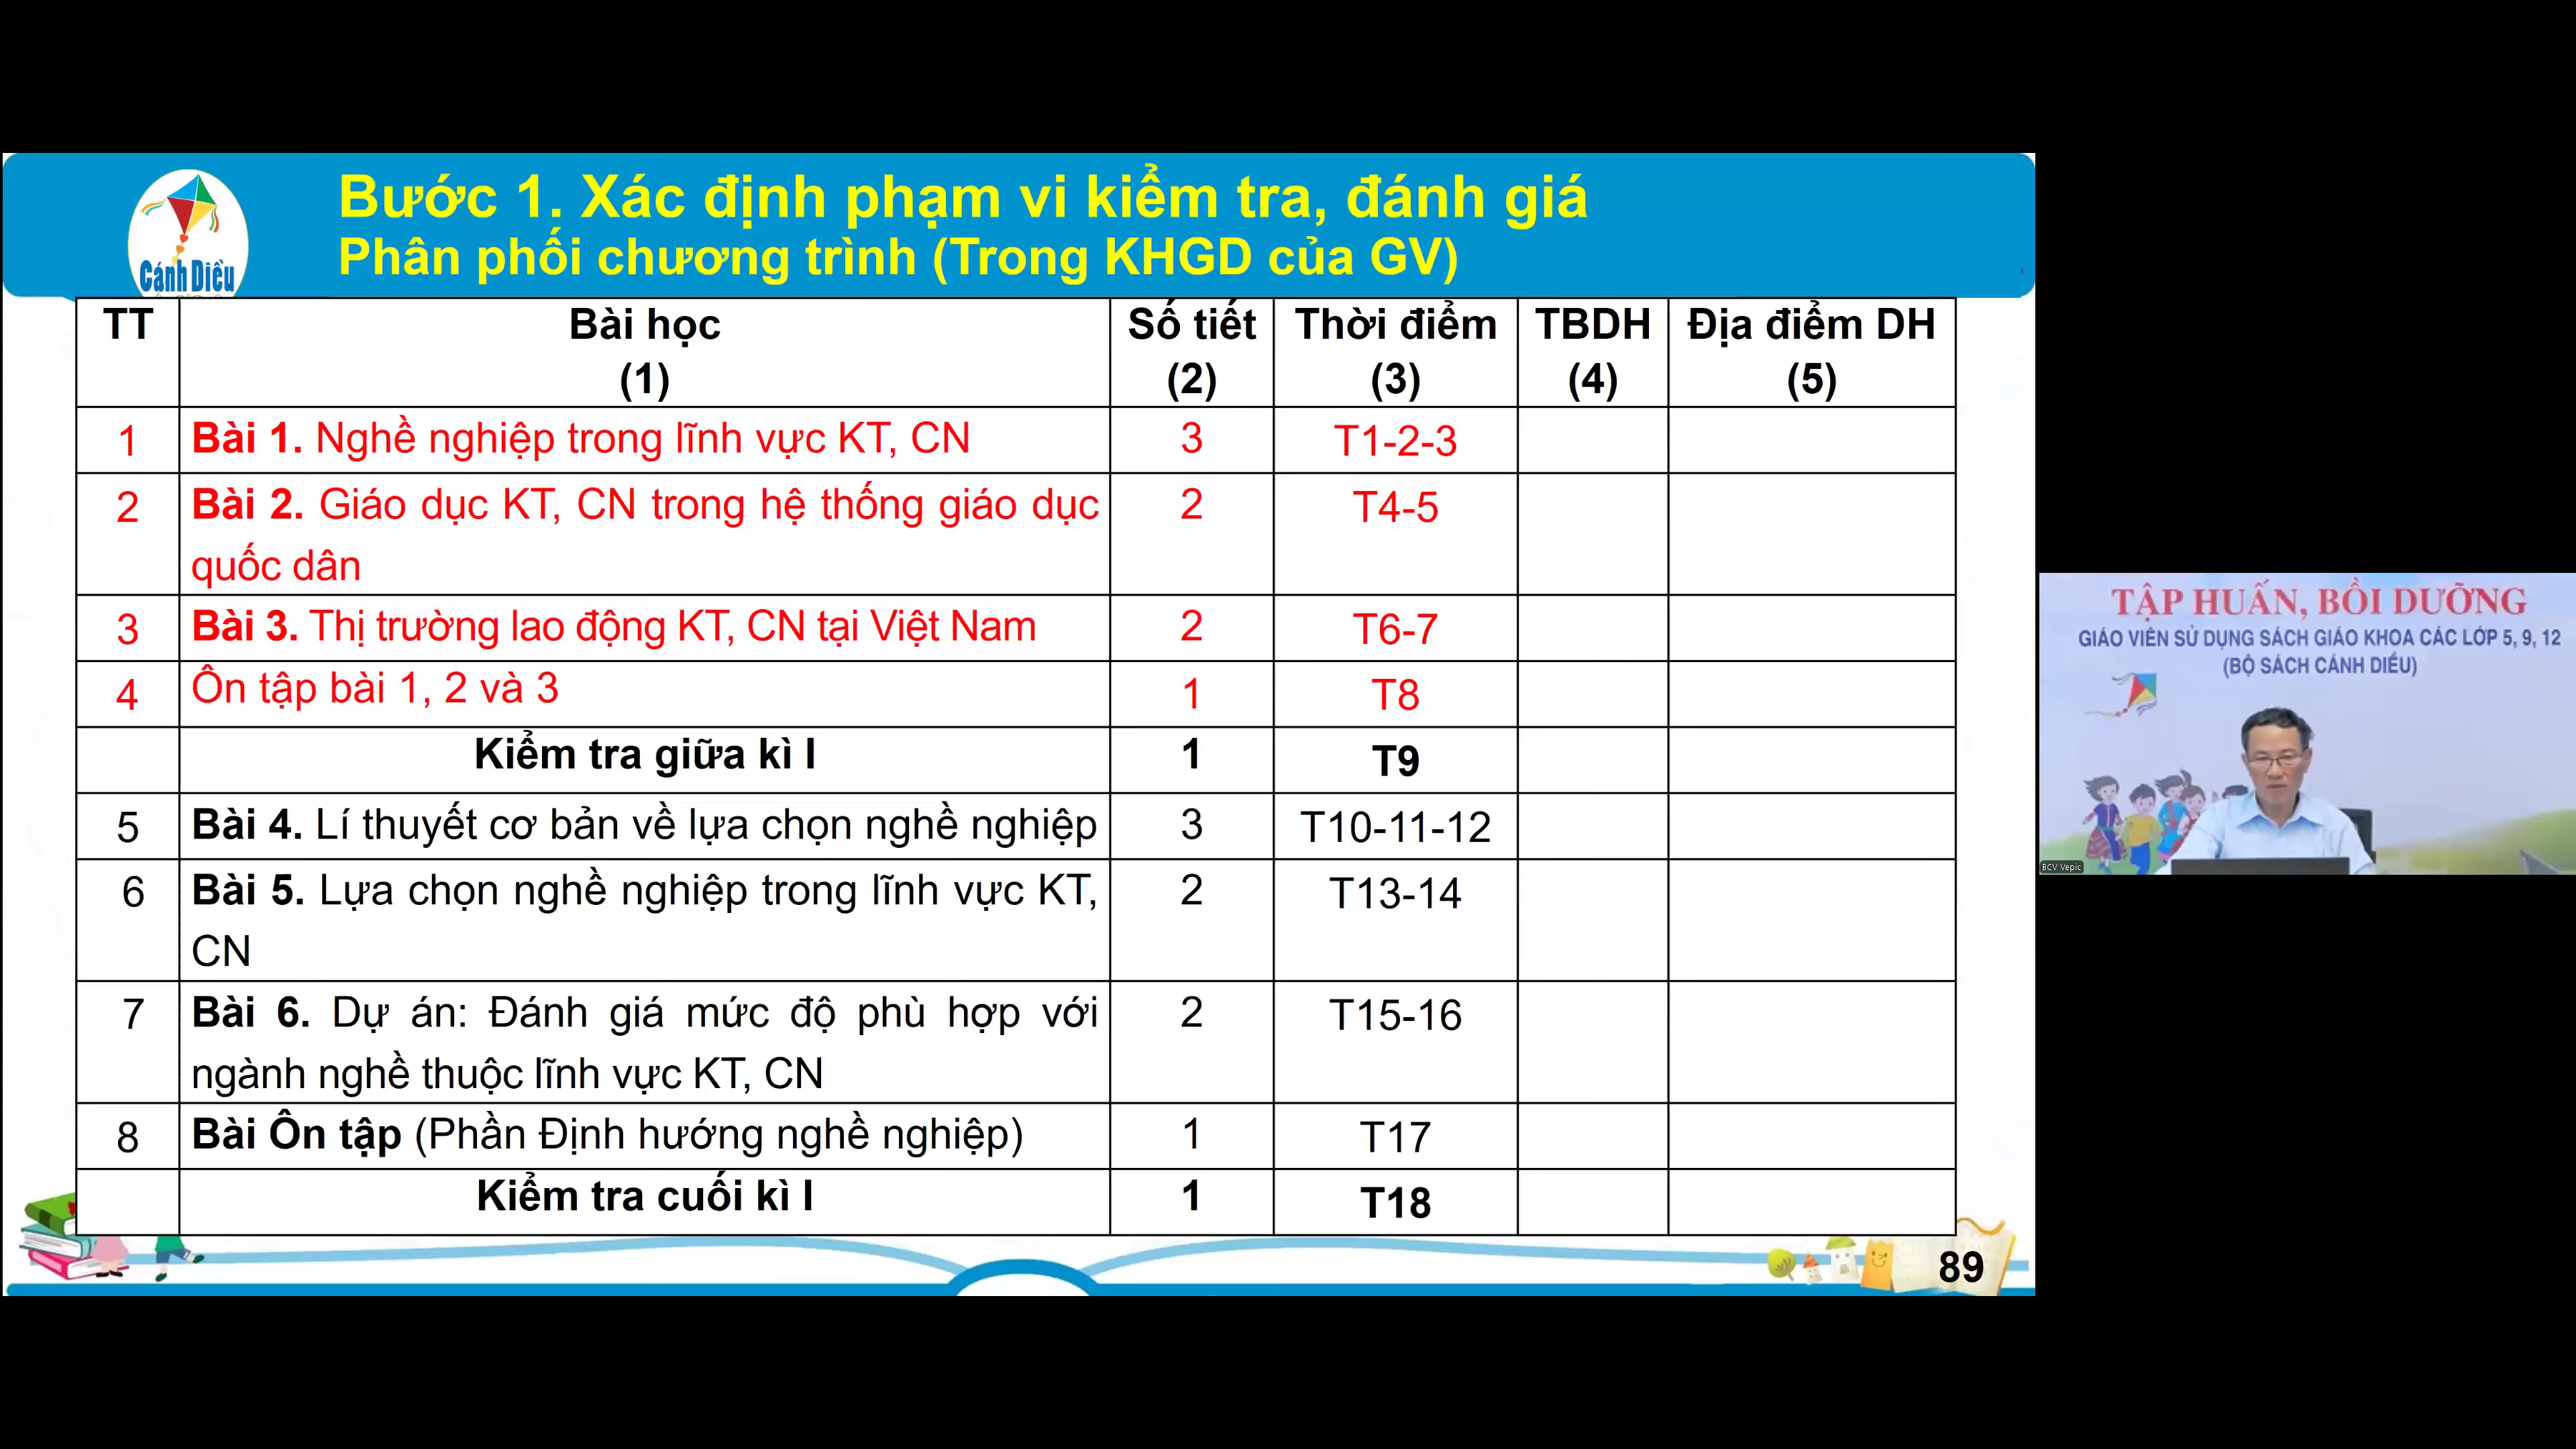 Bước 1. Xác định phạm vi kiểm tra, đánh giá
Phân phối chương trình (Trong KHGD của GV)
Cánh Diều
TT Bài học Số tiết Thời điểm TBDH Địa điểm DH
(1) (2) (3) (4) (5)
1 Bài 1. Nghề nghiệp trong lĩnh vực KT, CN 3 T1-2-3
2 Bài 2. Giáo dục KT, CN trong hệ thống giáo dục 2 T4-5
quốc dân
3 Bài 3. Thị trường lao động KT, CN tại Việt Nam 2 T6-7
4 Ôn tập bài 1, 2 và 3 1 T8
Kiểm tra giữa kì I 1 T9
5 Bài 4. Lí thuyết cơ bản về lựa chọn nghề nghiệp 3 T10-11-12
6 Bài 5. Lựa chọn nghề nghiệp trong lĩnh vực KT, 2 T13-14
CN
7 Bài 6. Dự án: Đánh giá mức độ phù hợp với 2 T15-16
ngành nghề thuộc lĩnh vực KT, CN
8 Bài Ôn tập (Phần Định hướng nghề nghiệp) 1 T17
Kiểm tra cuối kì I 1 T18
89
TẬP HUẤN, BỒI DƯỠNG
GIÁO VIÊN SỬ DỤNG SÁCH GIÁO KHOA CÁC LỚP 5, 9, 12
(BỘ SÁCH CÁNH DIỀU)
BCV Vepic